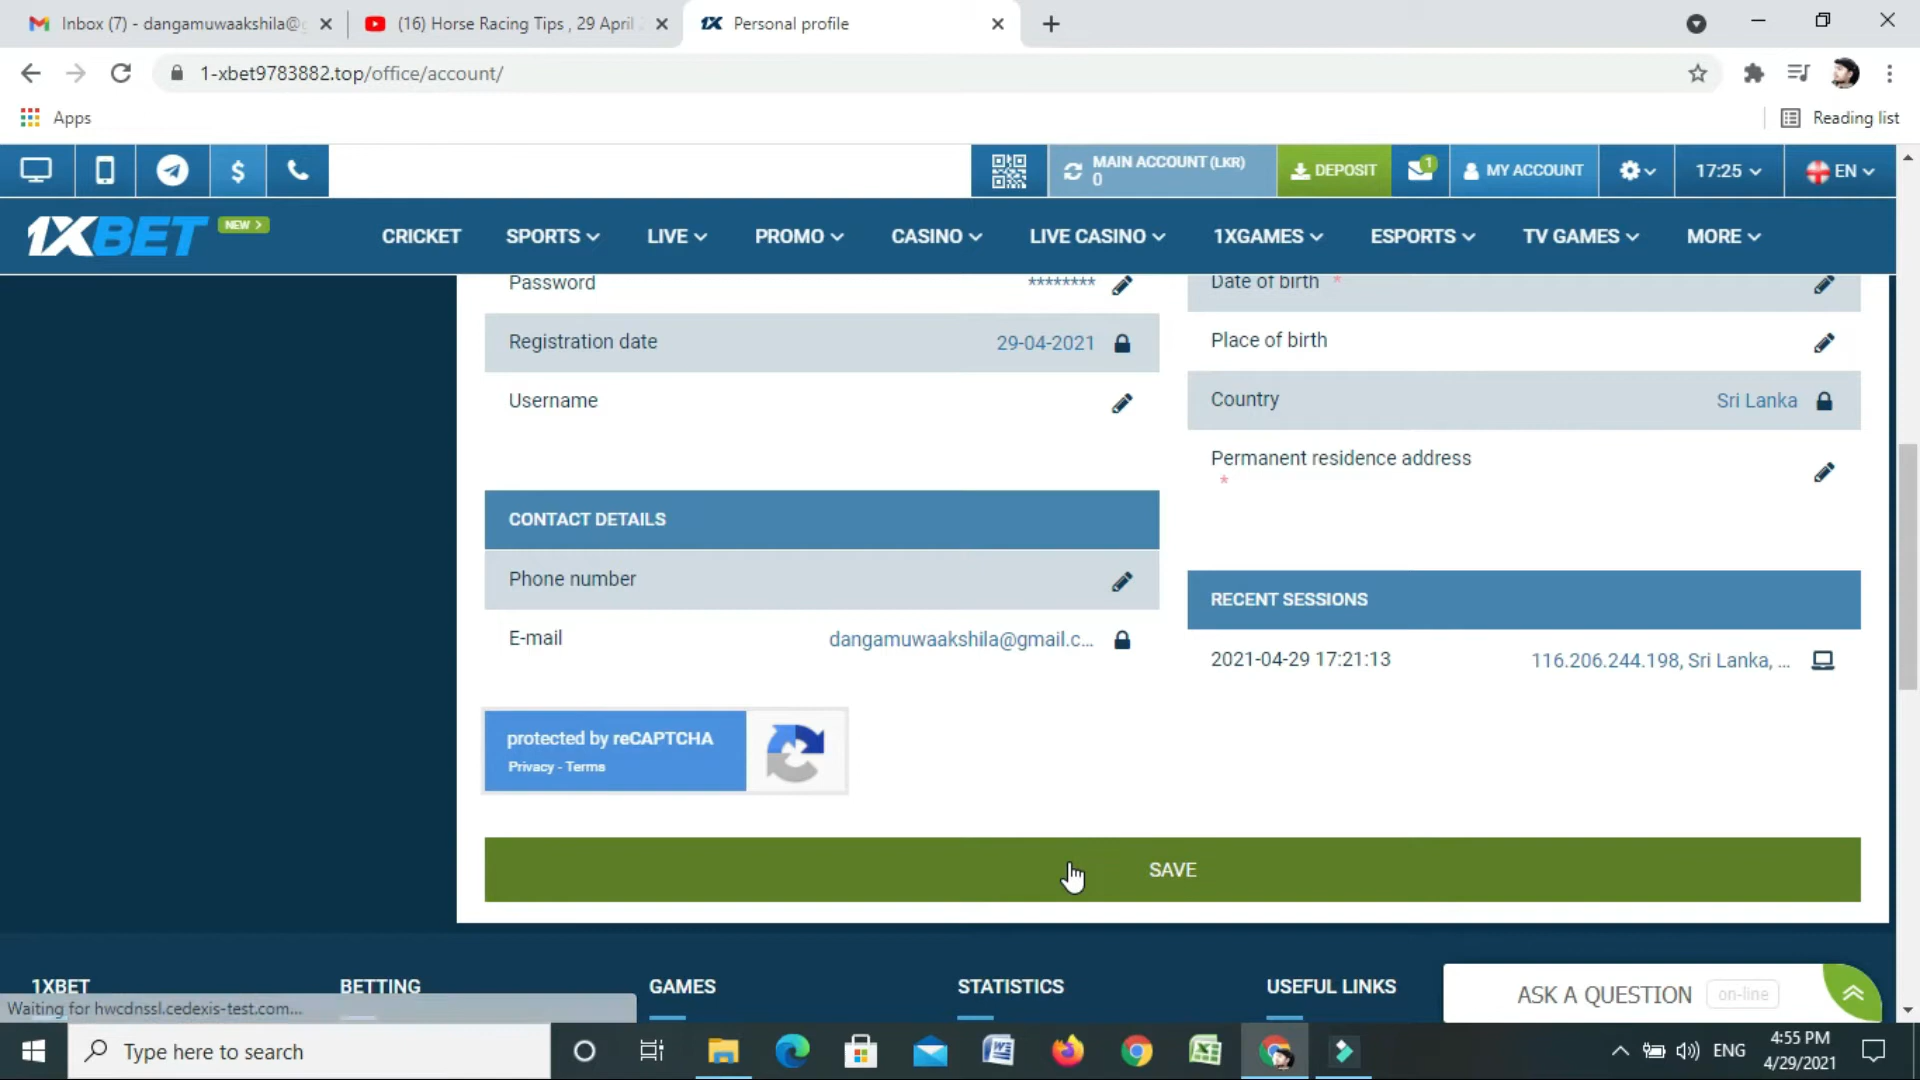 Inbox (7) - dangamuwaakshila@g
(16) Horse Racing Tips , 29 April 2
1X Personal profile
1-xbet9783882.top/office/account/
Apps
Reading list
$
MAIN ACCOUNT (LKR)
0
DEPOSIT
1
MY ACCOUNT
17:25
EN
1XBET
NEW >
CRICKET
SPORTS
LIVE
PROMO
CASINO
LIVE CASINO
1XGAMES
ESPORTS
TV GAMES
MORE
Password ********
Registration date 29-04-2021
Username
Date of birth *
Place of birth
Country Sri Lanka
Permanent residence address
*
CONTACT DETAILS
Phone number
E-mail dangamuwaakshila@gmail.c...
RECENT SESSIONS
2021-04-29 17:21:13 116.206.244.198, Sri Lanka, ...
protected by reCAPTCHA
Privacy - Terms
SAVE
1XBET
BETTING
GAMES
STATISTICS
USEFUL LINKS
ASK A QUESTION on-line
Waiting for hwcdnssl.cedexis-test.com...
Type here to search
ENG
4:55 PM
4/29/2021